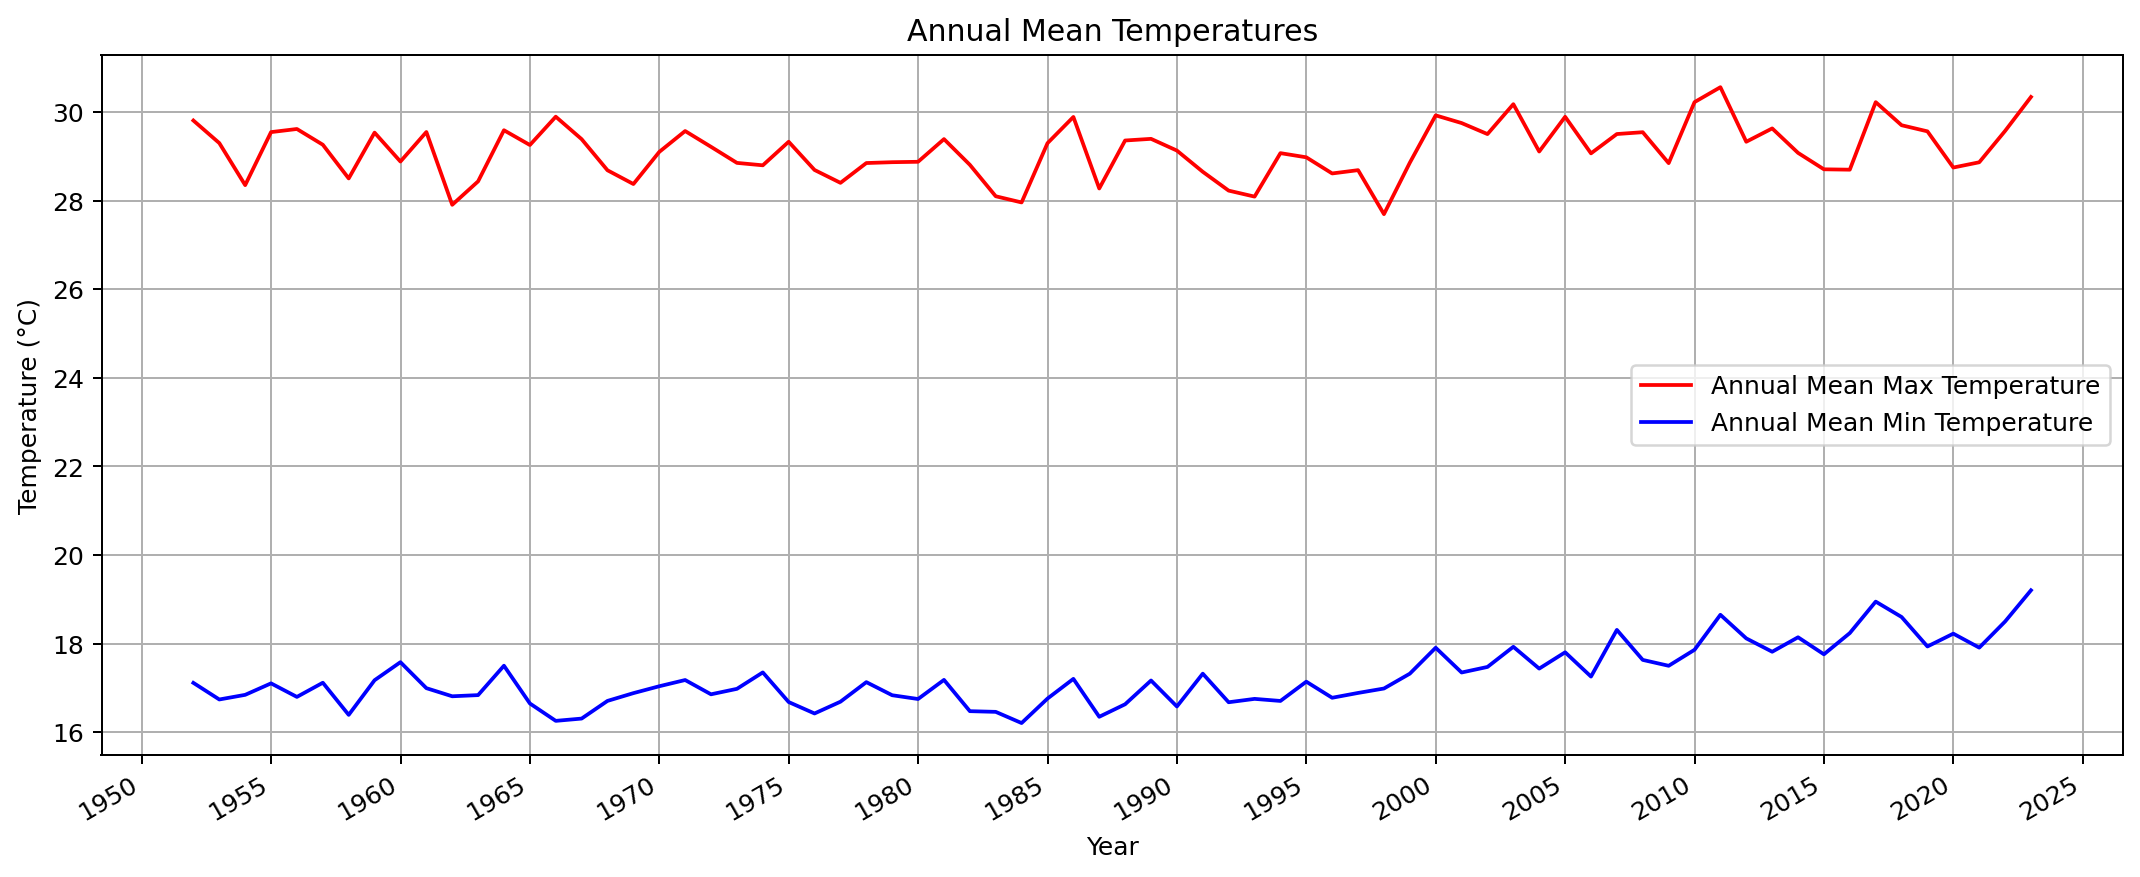 Annual Mean Temperatures
Temperature (°C)
30
28
26
24
22
20
18
16
Annual Mean Max Temperature
Annual Mean Min Temperature
1950 1955 1960 1965 1970 1975 1980 1985 1990 1995 2000 2005 2010 2015 2020 2025
Year